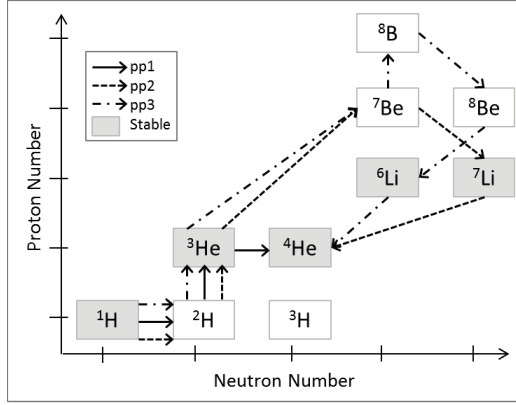 ⁸B
pp1
pp2
pp3
Stable
⁷Be
⁸Be
⁶Li
⁷Li
Proton Number
³He
⁴He
¹H
²H
³H
Neutron Number